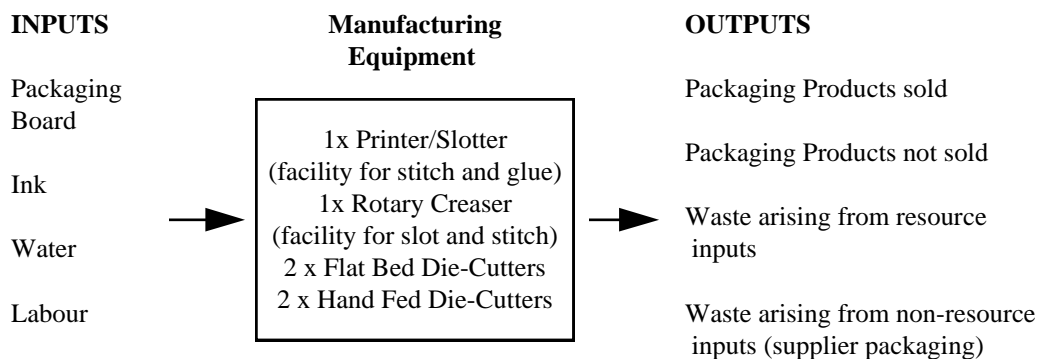 INPUTS
Packaging
Board
Ink
Water
Labour
Manufacturing
Equipment
1x Printer/Slotter
(facility for stitch and glue)
1x Rotary Creaser
(facility for slot and stitch)
2 x Flat Bed Die-Cutters
2 x Hand Fed Die-Cutters
OUTPUTS
Packaging Products sold
Packaging Products not sold
Waste arising from resource
inputs
Waste arising from non-resource
inputs (supplier packaging)